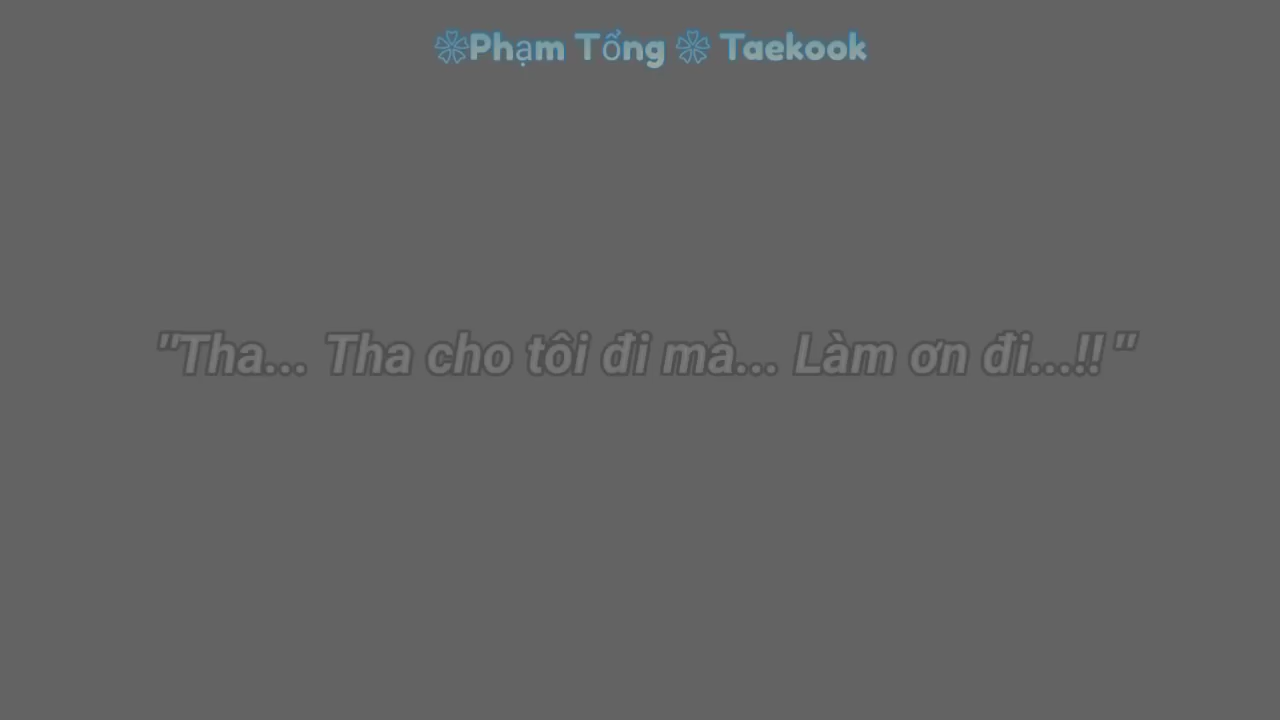 ❀Phạm Tổng ❀ Taekook
"Tha... Tha cho tôi đi mà... Làm ơn đi...!! "